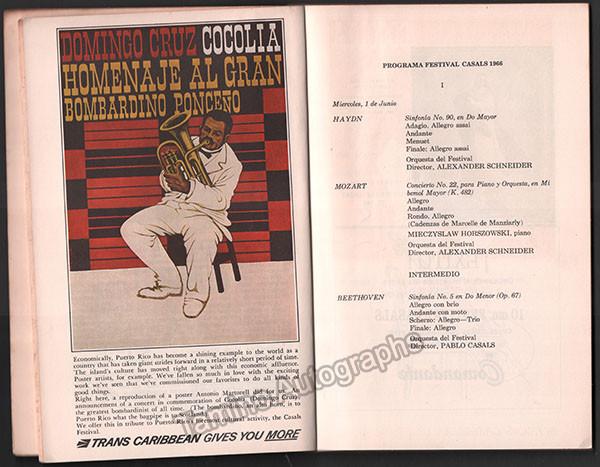 DOMINGO CRUZ COCOLIA
HOMENAJE AL GRAN
BOMBARDINO PONCEÑO
Economically, Puerto Rico has become a shining example to the world as a
country that has taken giant strides forward in a relatively short period of time.
The island's culture has moved right along with this economic affluence.
Poster artists, for example. We've fallen so much in love with the exciting
work we've seen that we've commissioned our favorites to do all kinds of
good things.
Right here, a reproduction of a poster Antonio Martorell did for us, the
announcement of a concert in commemoration of Cocolia (Domingo Cruz),
the greatest bombardinist of all time. The bombardino, or alto horn, is to
Puerto Rico what the bagpipe is to Scotland.
We offer this in tribute to Puerto Rico's foremost cultural activity, the Casals
Festival.
TRANS CARIBBEAN GIVES YOU MORE
PROGRAMA FESTIVAL CASALS 1966
I
Miercoles, 1 de Junio
HAYDN Sinfonía No. 90, en Do Mayor
Adagio, Allegro assai
Andante
Menuet
Finale: Allegro assai
Orquesta del Festival
Director, ALEXANDER SCHNEIDER
MOZART Concierto No. 22, para Piano y Orquesta, en Mi
bemol Mayor (K. 482)
Allegro
Andante
Rondo, Allegro
(Cadenzas de Marcelle de Manziarly)
MIECZYSLAW HORSZOWSKI, piano
Orquesta del Festival
Director, ALEXANDER SCHNEIDER
INTERMEDIO
BEETHOVEN Sinfonía No. 5 en Do Menor (Op. 67)
Allegro con brio
Andante con moto
Scherzo: Allegro—Trio
Finale: Allegro
Orquesta del Festival
Director, PABLO CASALS
Tamino Autographs